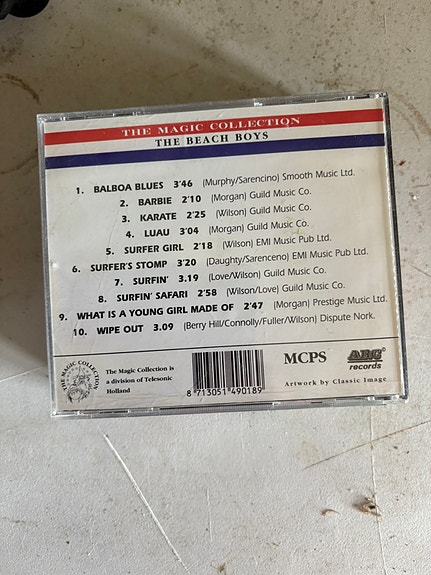 THE MAGIC COLLECTION
THE BEACH BOYS
1. BALBOA BLUES 3'46 (Murphy/Sarencino) Smooth Music Ltd.
2. BARBIE 2'10 (Morgan) Guild Music Co.
3. KARATE 2'25 (Wilson) Guild Music Co.
4. LUAU 3'04 (Morgan) Guild Music Co.
5. SURFER GIRL 2'18 (Wilson) EMI Music Pub Ltd.
6. SURFER'S STOMP 3'20 (Daughty/Sarenceno) EMI Music Pub Ltd.
7. SURFIN' 3.19 (Love/Wilson) Guild Music Co.
8. SURFIN' SAFARI 2'58 (Wilson/Love) Guild Music Co.
9. WHAT IS A YOUNG GIRL MADE OF 2'47 (Morgan) Prestige Music Ltd.
10. WIPE OUT 3.09 (Berry Hill/Connolly/Fuller/Wilson) Dispute Nork.
THE MAGIC COLLECTION
The Magic Collection is
a division of Telesonic
Holland
8 713051 490189
MCPS
ARC®
records
Artwork by Classic Image